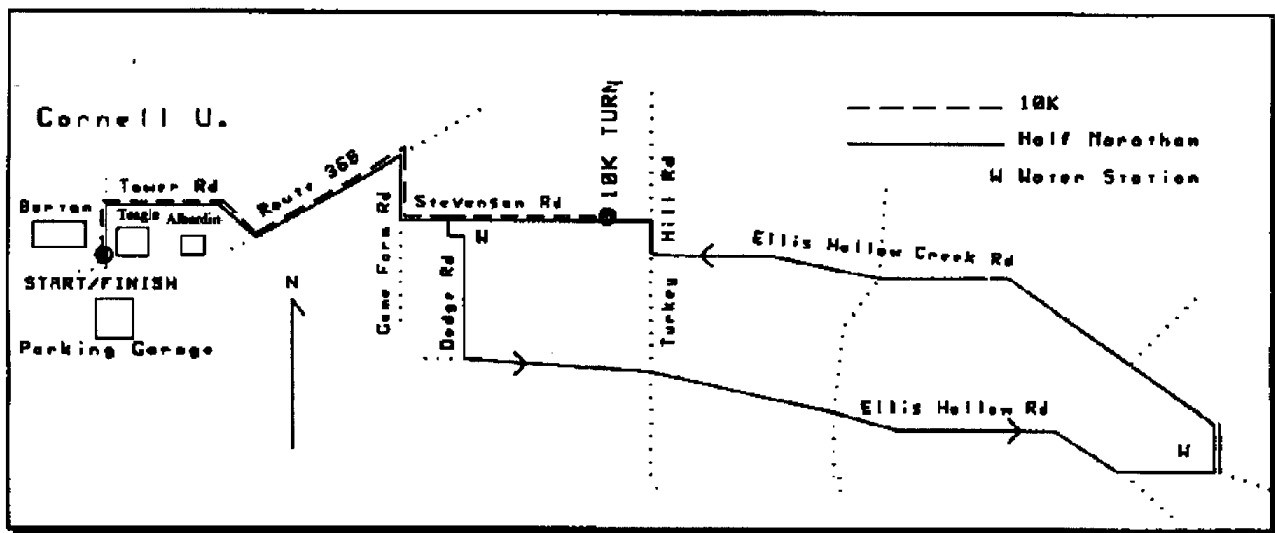 Cornell U.
10K
Half Marathon
W Water Station
10K TURN
Route 366
Tower Rd
Barton
Teagle
Alberding
START/FINISH
Parking Garage
N
Game Farm Rd
Stevenson Rd
W
Dodge Rd
Hill Rd
Turkey
Ellis Hollow Creek Rd
Ellis Hollow Rd
W